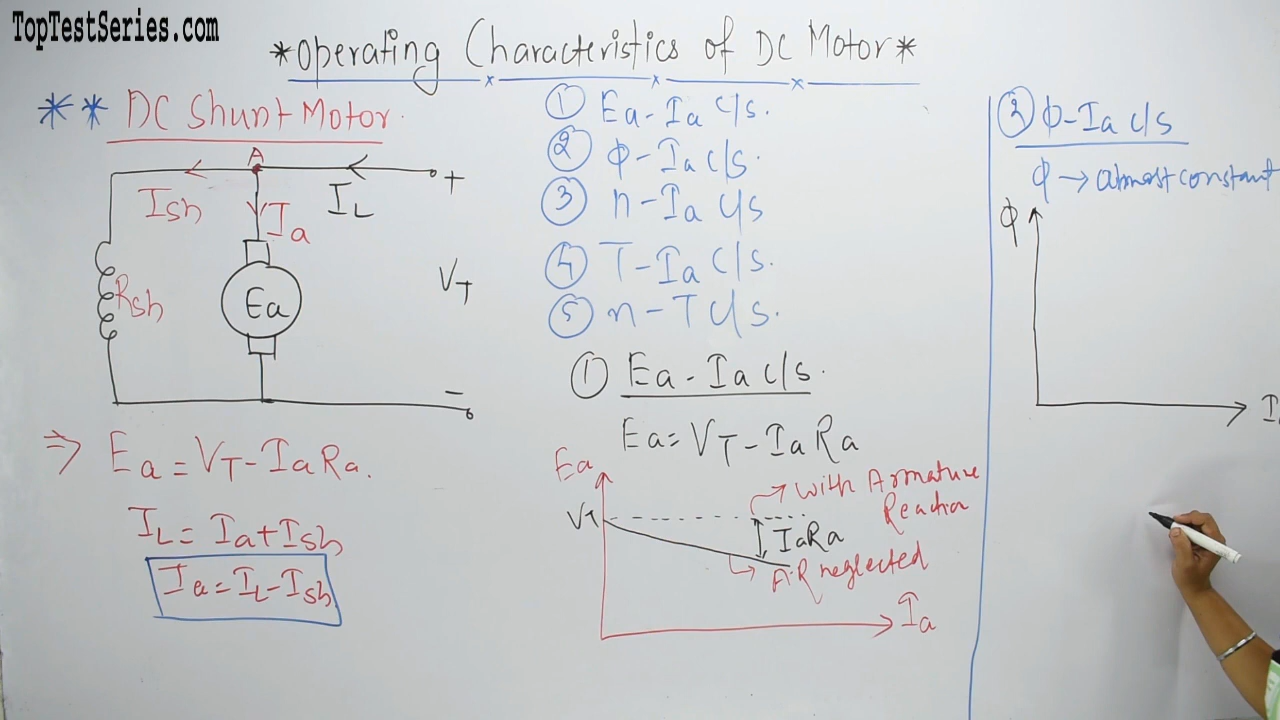 TopTestSeries.com
*Operating Characteristics of DC Motor*
** DC Shunt Motor
A
Ish
Ia
IL
+
Rsh
Ea
VT
-
⇒ Ea = VT - IaRa.
IL = Ia + Ish
Ia = IL - Ish
① Ea - Ia c/s.
② φ - Ia c/s.
③ n - Ia c/s
④ T - Ia c/s.
⑤ n - T c/s.
① Ea - Ia c/s.
Ea = VT - IaRa
Ea
VT
with Armature
Reaction
IaRa
A.R neglected
Ia
② φ - Ia c/s
φ → almost constant
φ
I